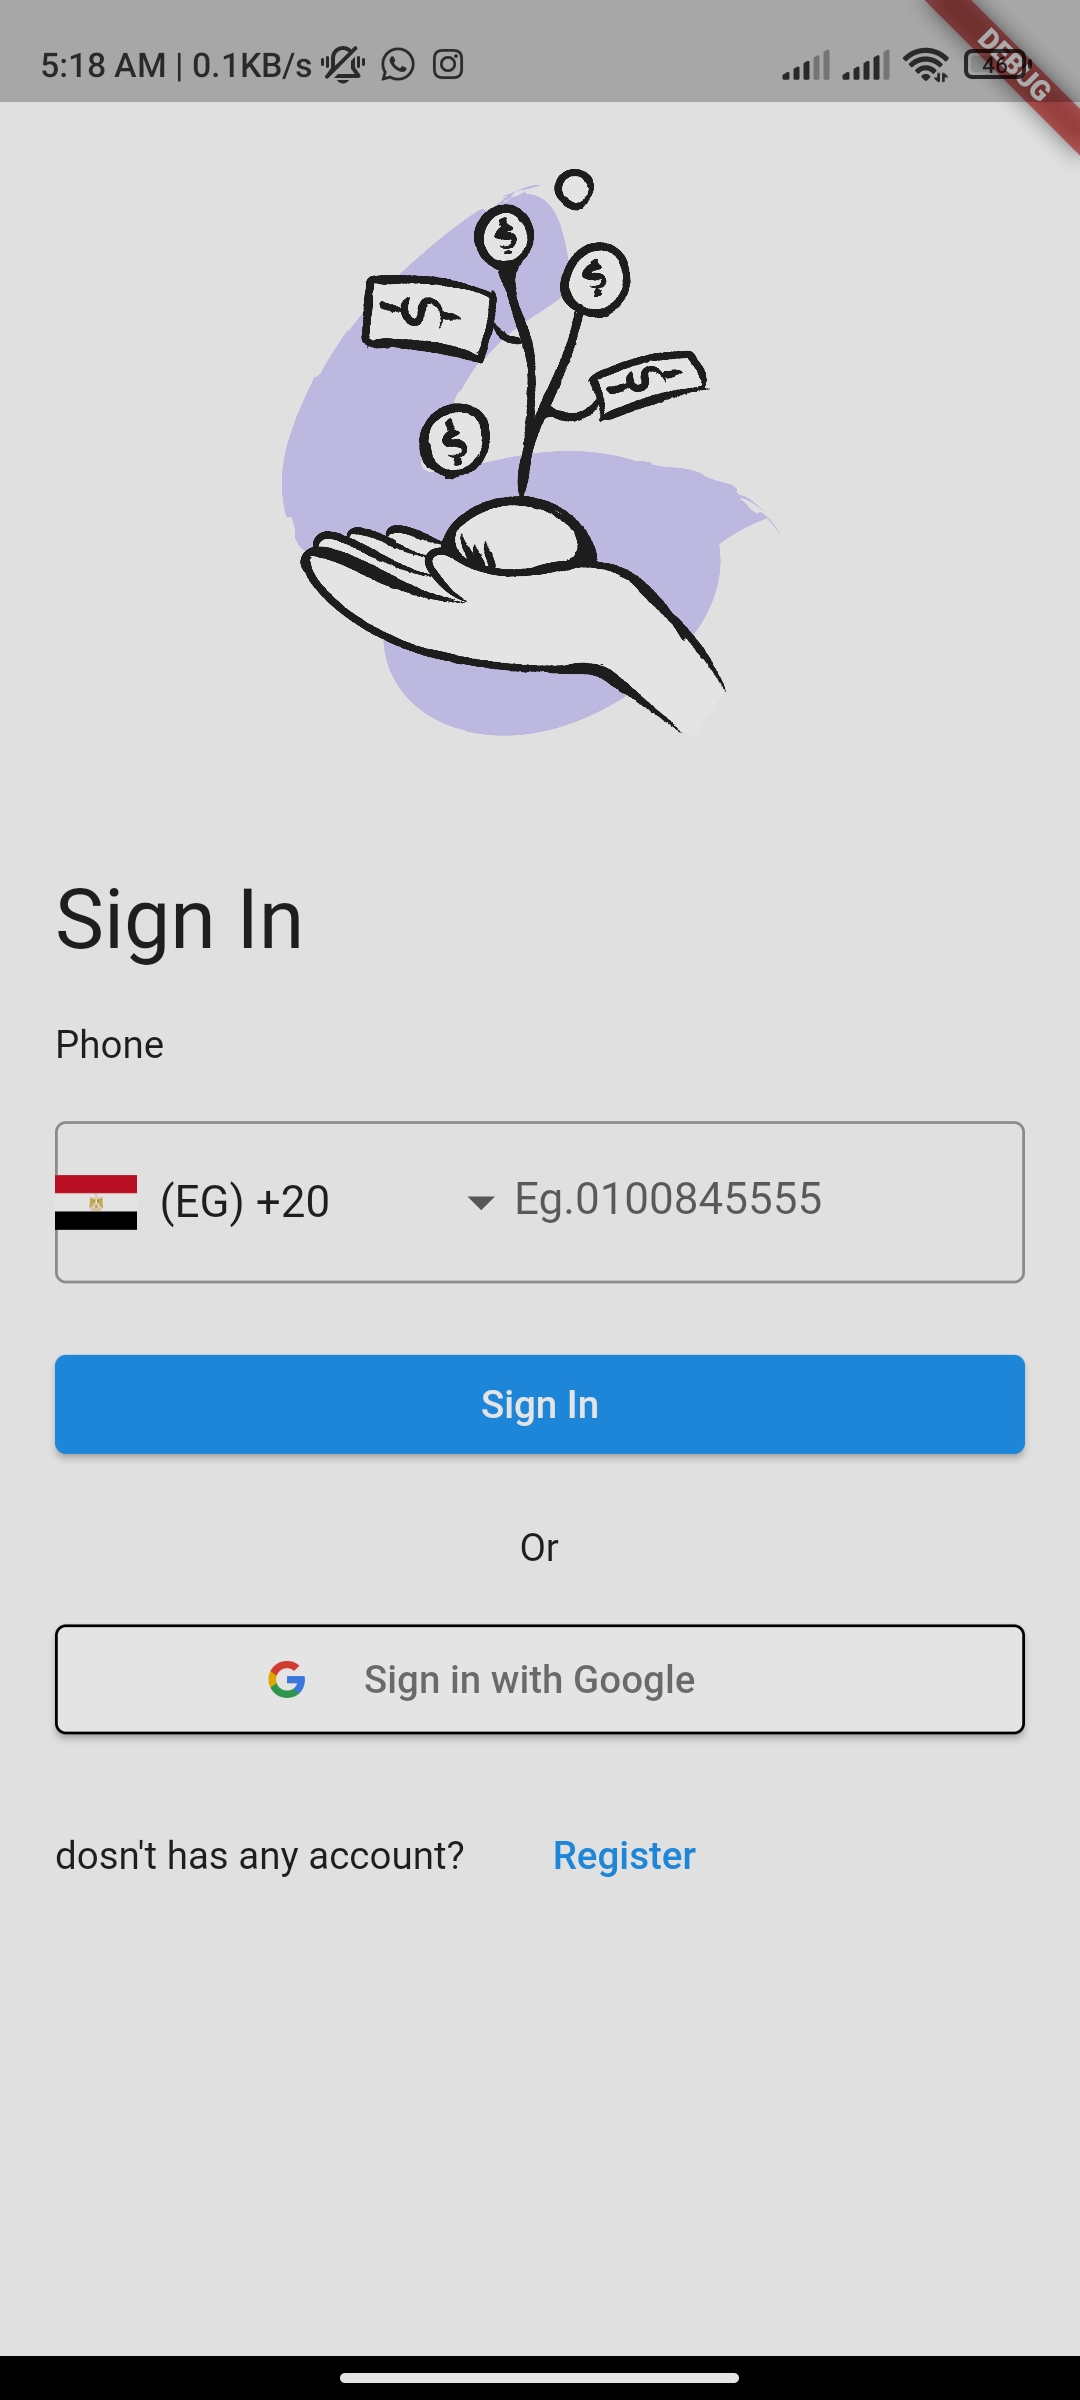 5:18 AM | 0.1KB/s
46
DEBUG
$
$
$
$
$
Sign In
Phone
(EG) +20
Eg.0100845555
Sign In
Or
Sign in with Google
dosn't has any account? Register